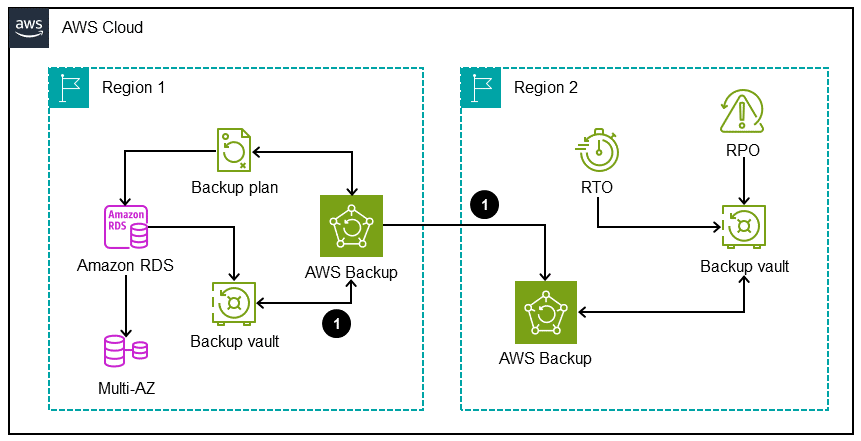 aws
AWS Cloud
Region 1
Region 2
Backup plan
RTO
RPO
1
Amazon
RDS
Amazon RDS
AWS Backup
Backup vault
Backup vault
1
AWS Backup
Multi-AZ